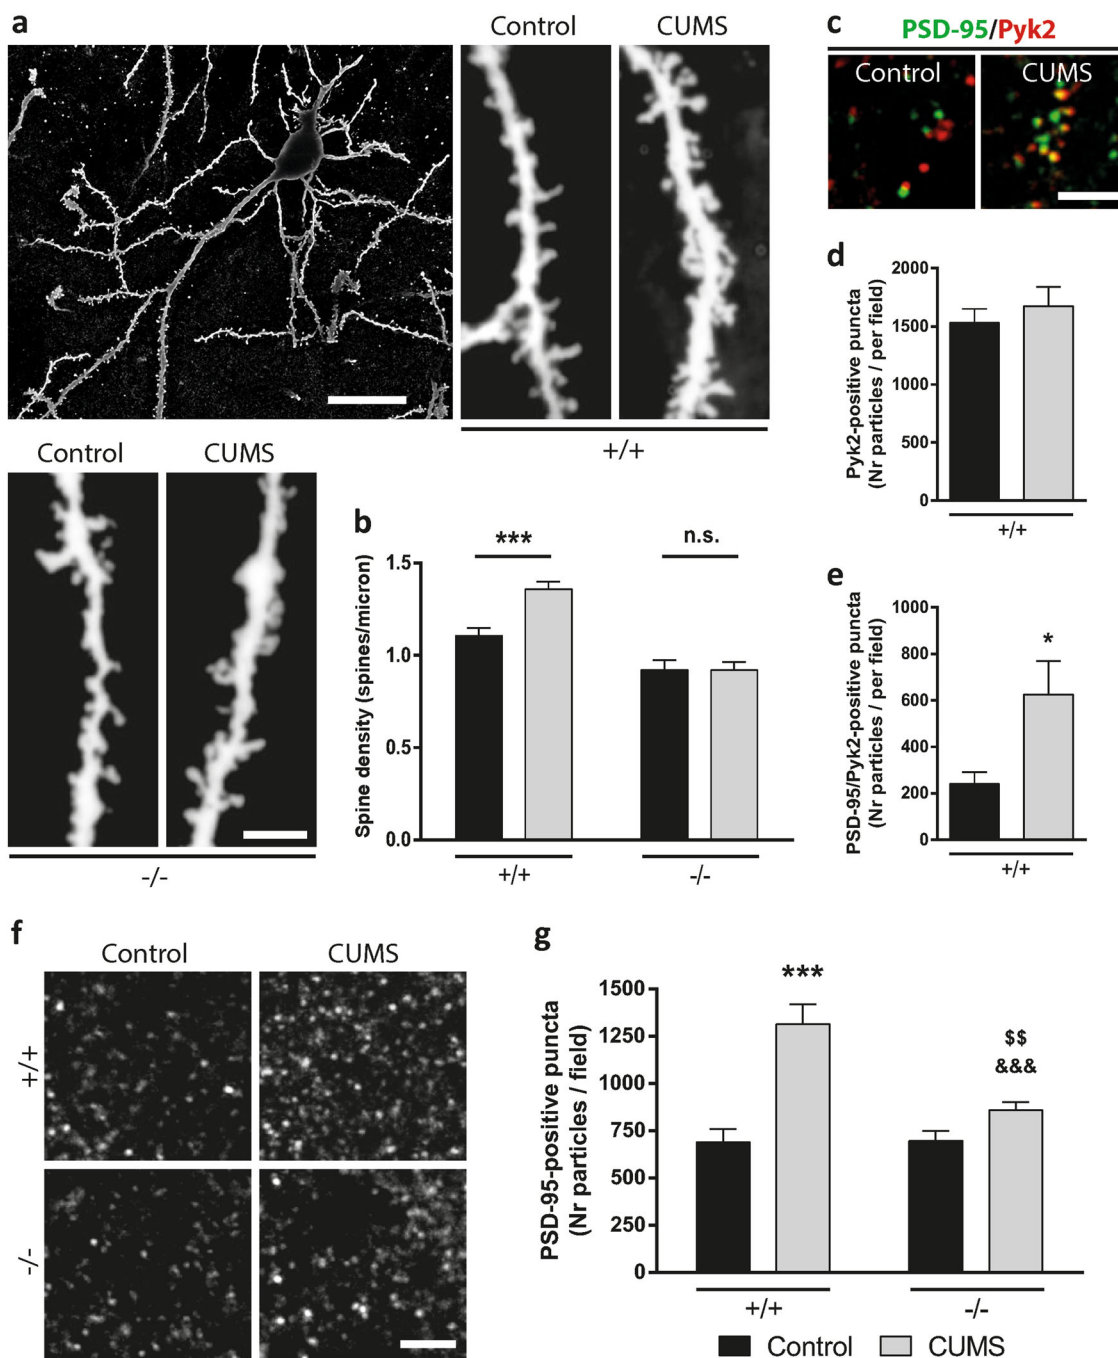 a
Control CUMS
+/+
Control CUMS
-/-
b
Spine density (spines/micron)
1.5
1.0
0.5
0.0
***
n.s.
+/+ -/-
c
PSD-95/Pyk2
Control CUMS
d
Pyk2-positive puncta
(Nr particles / per field)
2000
1500
1000
500
0
+/+
e
PSD-95/Pyk2-positive puncta
(Nr particles / per field)
1000
800
600
400
200
0
*
+/+
f
Control CUMS
+/+
-/-
g
PSD-95-positive puncta
(Nr particles / field)
1500
1250
1000
750
500
250
0
***
$$
&&&
+/+ -/-
Control CUMS